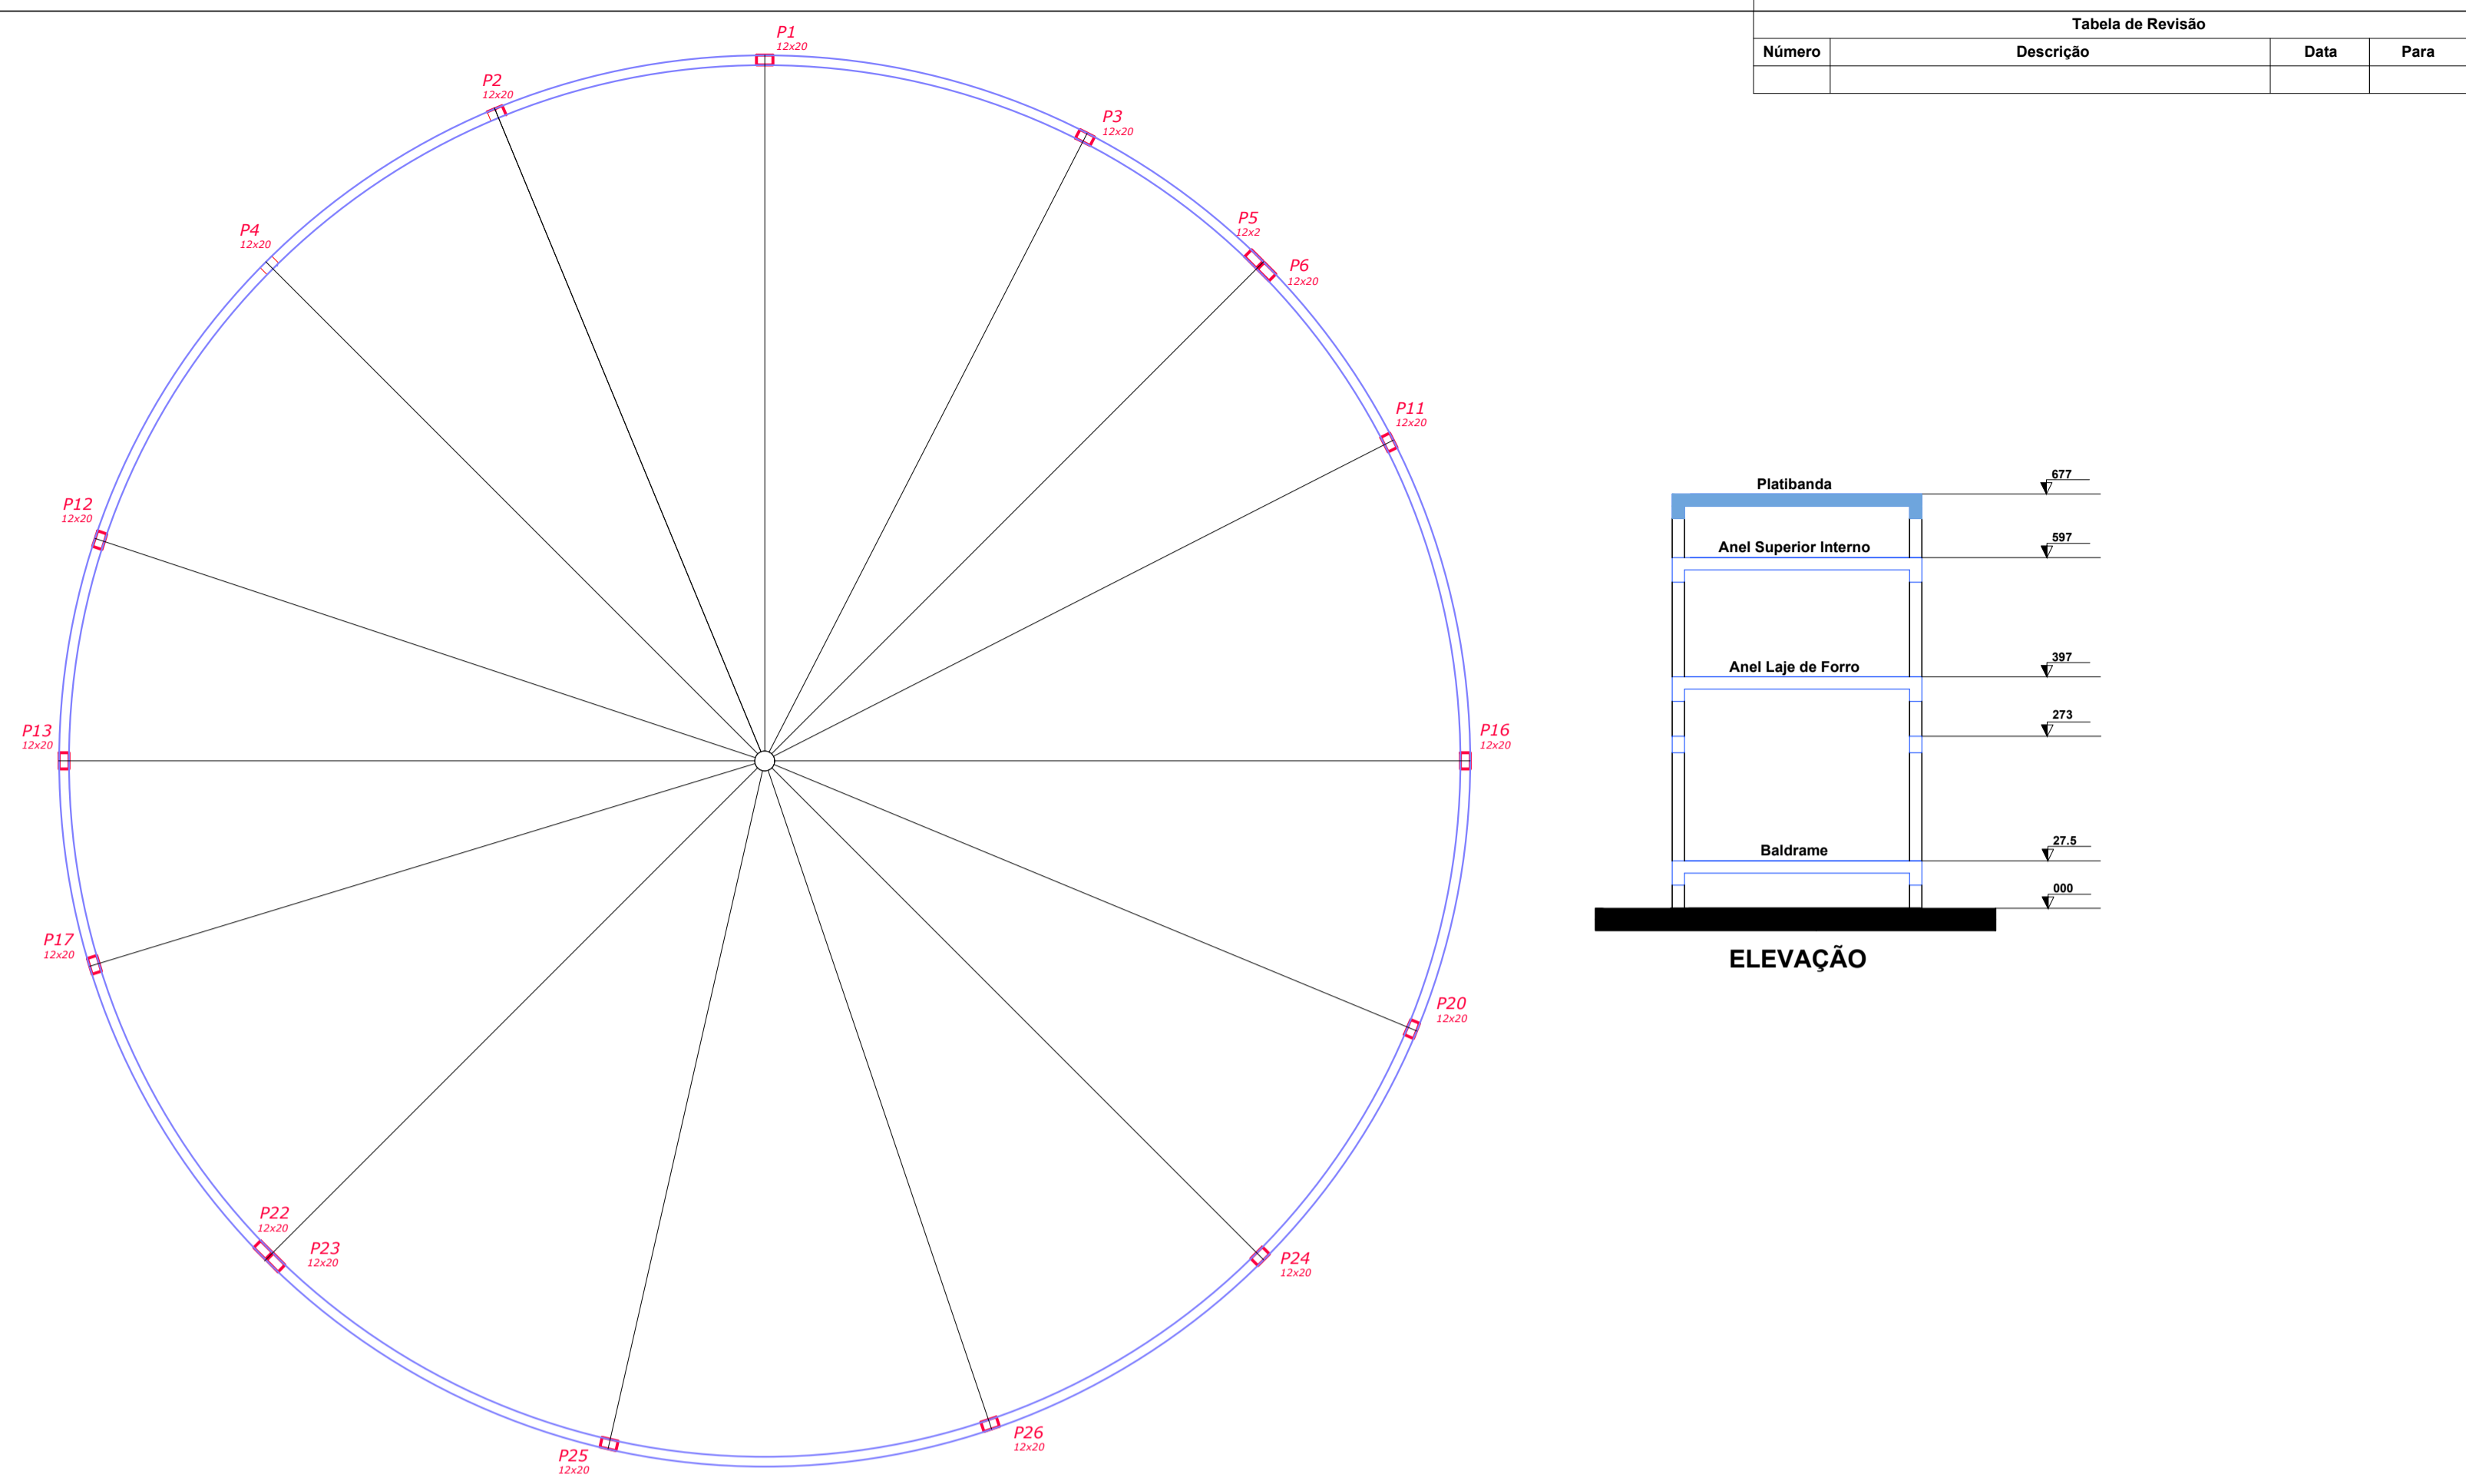 Tabela de Revisão
Número Descrição Data Para
P1
12x20
P2
12x20
P3
12x20
P4
12x20
P5
12x2
P6
12x20
P11
12x20
P12
12x20
P13
12x20
P16
12x20
P17
12x20
P20
12x20
P22
12x20
P23
12x20
P24
12x20
P25
12x20
P26
12x20
Platibanda
677
Anel Superior Interno
597
Anel Laje de Forro
397
273
Baldrame
27.5
000
ELEVAÇÃO